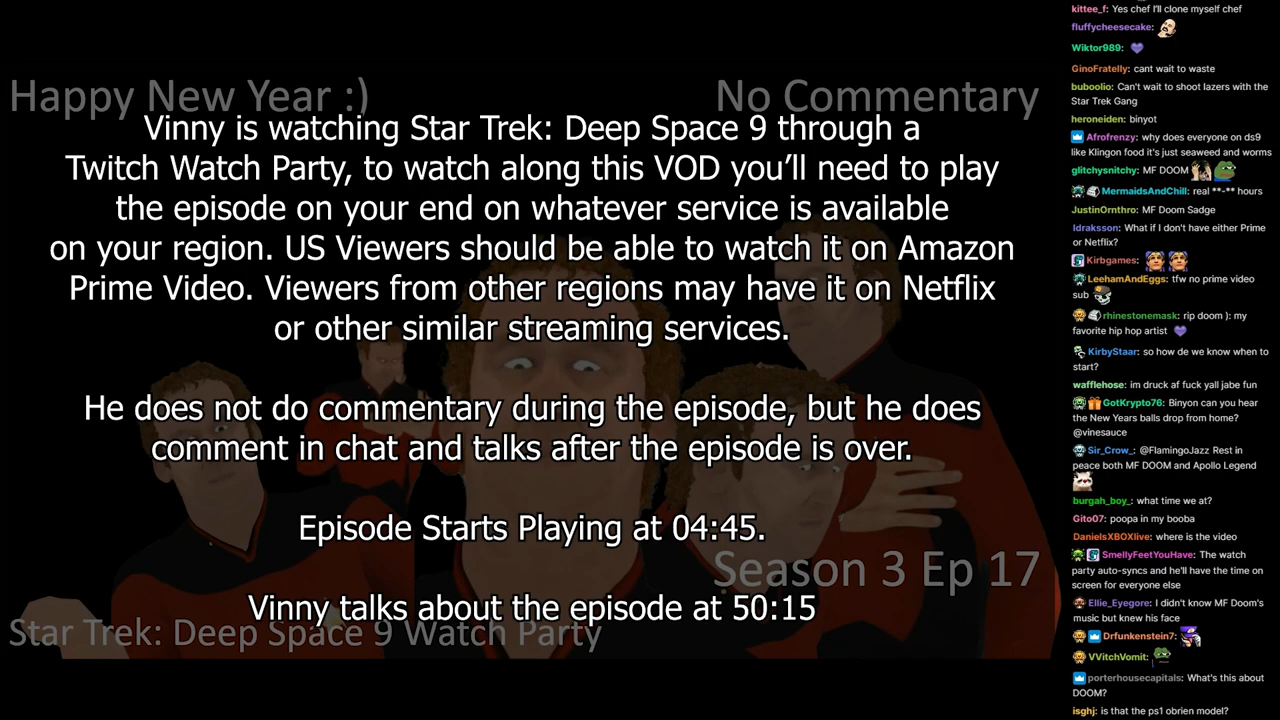 Happy New Year :)
No Commentary
Vinny is watching Star Trek: Deep Space 9 through a
Twitch Watch Party, to watch along this VOD you’ll need to play
the episode on your end on whatever service is available
on your region. US Viewers should be able to watch it on Amazon
Prime Video. Viewers from other regions may have it on Netflix
or other similar streaming services.
He does not do commentary during the episode, but he does
comment in chat and talks after the episode is over.
Episode Starts Playing at 04:45.
Season 3 Ep 17
Vinny talks about the episode at 50:15
Star Trek: Deep Space 9 Watch Party
kittee_f: Yes chef I'll clone myself chef
fluffycheesecake:
Wiktor989:
GinoFratelly: cant wait to waste
buboolio: Can't wait to shoot lazers with the
Star Trek Gang
heroneiden: binyot
Afrofrenzy: why does everyone on ds9
like Klingon food it's just seaweed and worms
glitchysnitchy: MF DOOM
MermaidsAndChill: real **-** hours
JustinOrnthro: MF Doom Sadge
Idraksson: What if I don't have either Prime
or Netflix?
Kirbgames:
LeehamAndEggs: tfw no prime video
sub
rhinestonemask: rip doom ): my
favorite hip hop artist
KirbyStaar: so how de we know when to
start?
wafflehose: im druck af fuck yall jabe fun
GotKrypto76: Binyon can you hear
the New Years balls drop from home?
@vinesauce
Sir_Crow_: @FlamingoJazz Rest in
peace both MF DOOM and Apollo Legend
burgah_boy_: what time we at?
Gito07: poopa in my booba
DanielsXBOXlive: where is the video
SmellyFeetYouHave: The watch
party auto-syncs and he'll have the time on
screen for everyone else
Ellie_Eyegore: I didn't know MF Doom's
music but knew his face
Drfunkenstein7:
VVitchVomit:
porterhousecapitals: What's this about
DOOM?
isghj: is that the ps1 obrien model?